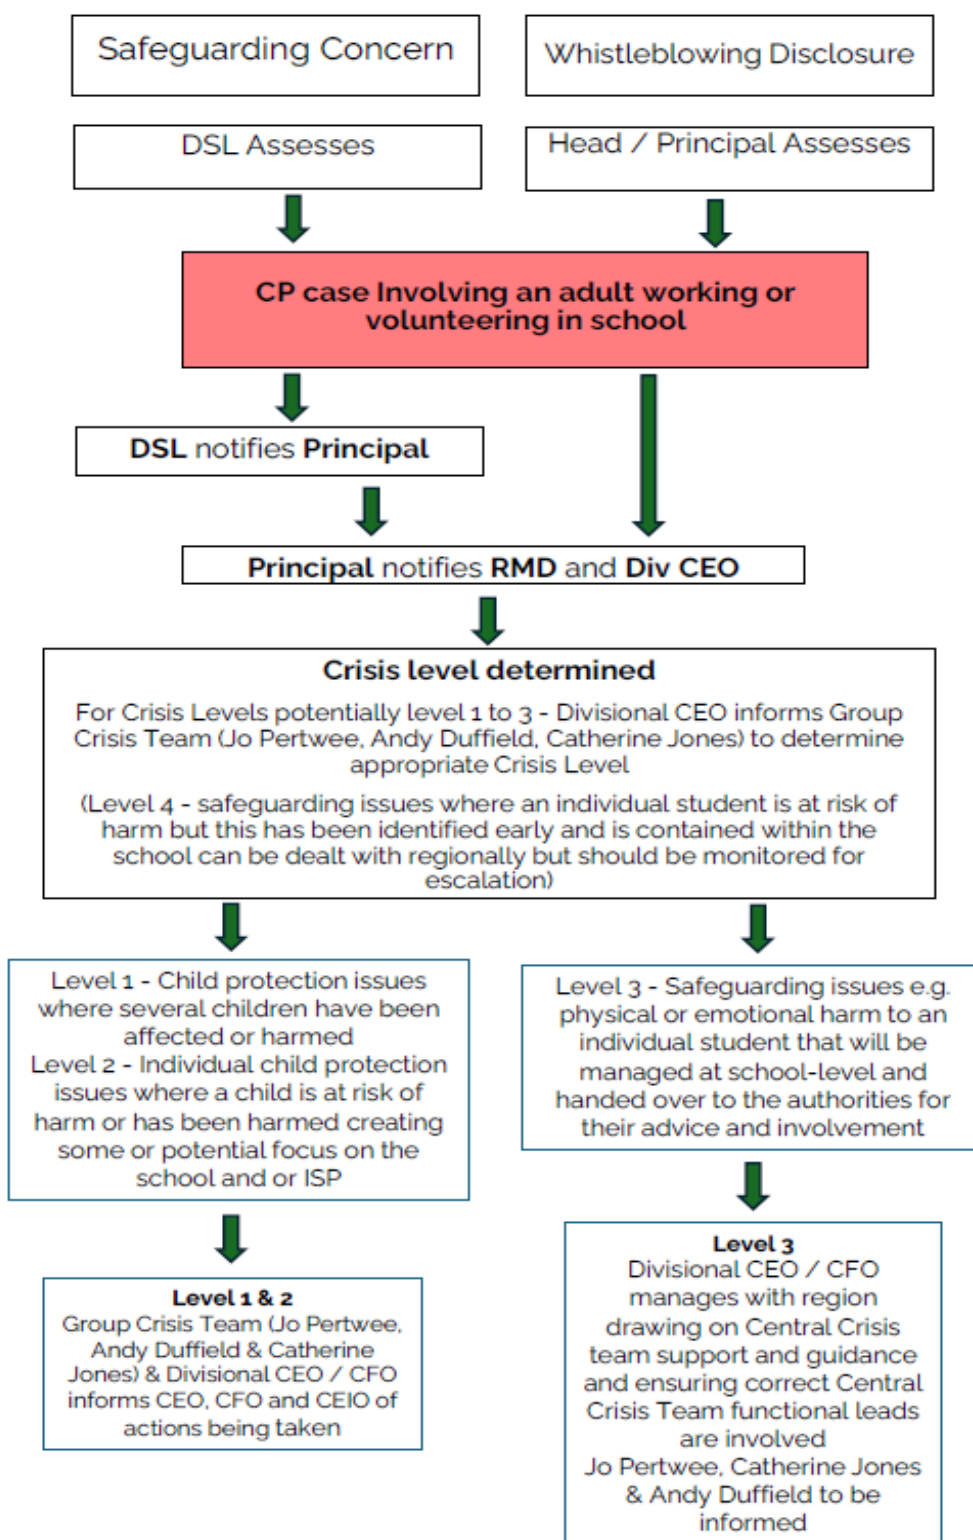 Safeguarding Concern
Whistleblowing Disclosure
DSL Assesses
Head / Principal Assesses
CP case Involving an adult working or
volunteering in school
DSL notifies Principal
Principal notifies RMD and Div CEO
Crisis level determined
For Crisis Levels potentially level 1 to 3 - Divisional CEO informs Group
Crisis Team (Jo Pertwee, Andy Duffield, Catherine Jones) to determine
appropriate Crisis Level
(Level 4 - safeguarding issues where an individual student is at risk of
harm but this has been identified early and is contained within the
school can be dealt with regionally but should be monitored for
escalation)
Level 1 - Child protection issues
where several children have been
affected or harmed
Level 2 - Individual child protection
issues where a child is at risk of
harm or has been harmed creating
some or potential focus on the
school and or ISP
Level 3 - Safeguarding issues e.g.
physical or emotional harm to an
individual student that will be
managed at school-level and
handed over to the authorities for
their advice and involvement
Level 1 & 2
Group Crisis Team (Jo Pertwee,
Andy Duffield & Catherine
Jones) & Divisional CEO / CFO
informs CEO, CFO and CEIO of
actions being taken
Level 3
Divisional CEO / CFO
manages with region
drawing on Central Crisis
team support and guidance
and ensuring correct Central
Crisis Team functional leads
are involved
Jo Pertwee, Catherine Jones
& Andy Duffield to be
informed